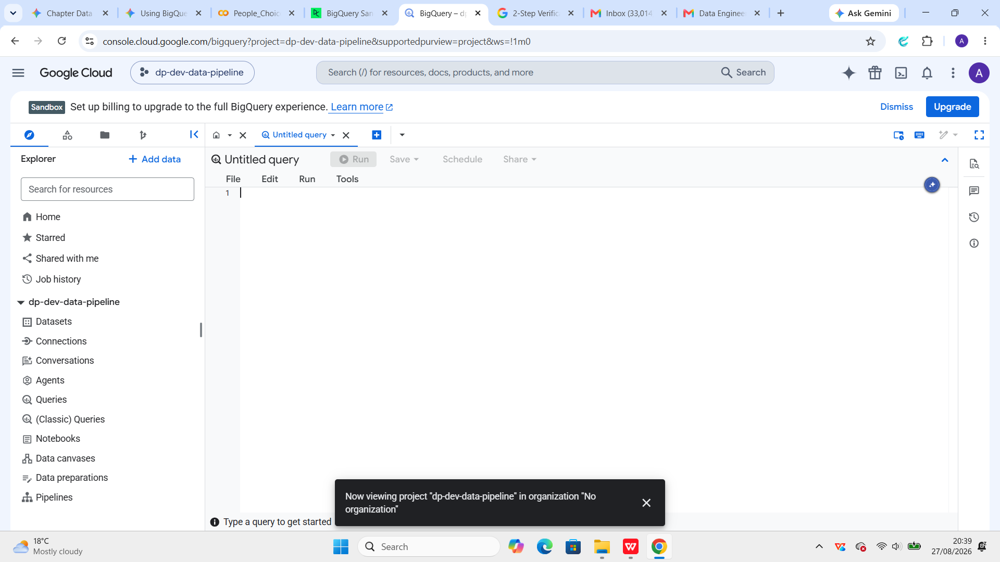 Chapter Data
Using BigQue
People_Choic
BigQuery San
BigQuery – dp
2-Step Verific
Inbox (33,014
Data Enginee
Ask Gemini
console.cloud.google.com/bigquery?project=dp-dev-data-pipeline&supportedpurview=project&ws=!1m0
A
Google Cloud
dp-dev-data-pipeline
Search (/) for resources, docs, products, and more
Search
A
Sandbox Set up billing to upgrade to the full BigQuery experience. Learn more
Dismiss
Upgrade
Untitled query
Explorer
+ Add data
Untitled query
Run
Save
Schedule
Share
File
Edit
Run
Tools
Search for resources
1
Home
Starred
Shared with me
Job history
dp-dev-data-pipeline
Datasets
Connections
Conversations
Agents
Queries
(Classic) Queries
Notebooks
Data canvases
Data preparations
Pipelines
Now viewing project "dp-dev-data-pipeline" in organization "No
organization"
Type a query to get started
18°C
Mostly cloudy
Search
20:39
27/08/2026